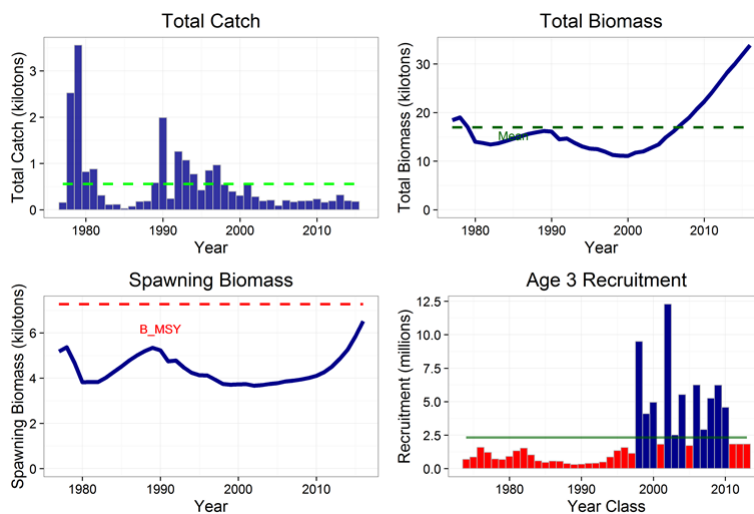 Total Catch
Total Catch (kilotons)
3
2
1
0
1980
1990
2000
2010
Year
Total Biomass
Total Biomass (kilotons)
30
20
10
0
Mean
1980
1990
2000
2010
Year
Spawning Biomass
Spawning Biomass (kilotons)
6
4
2
0
B_MSY
1980
1990
2000
2010
Year
Age 3 Recruitment
Recruitment (millions)
12.5
10.0
7.5
5.0
2.5
0.0
1980
1990
2000
2010
Year Class